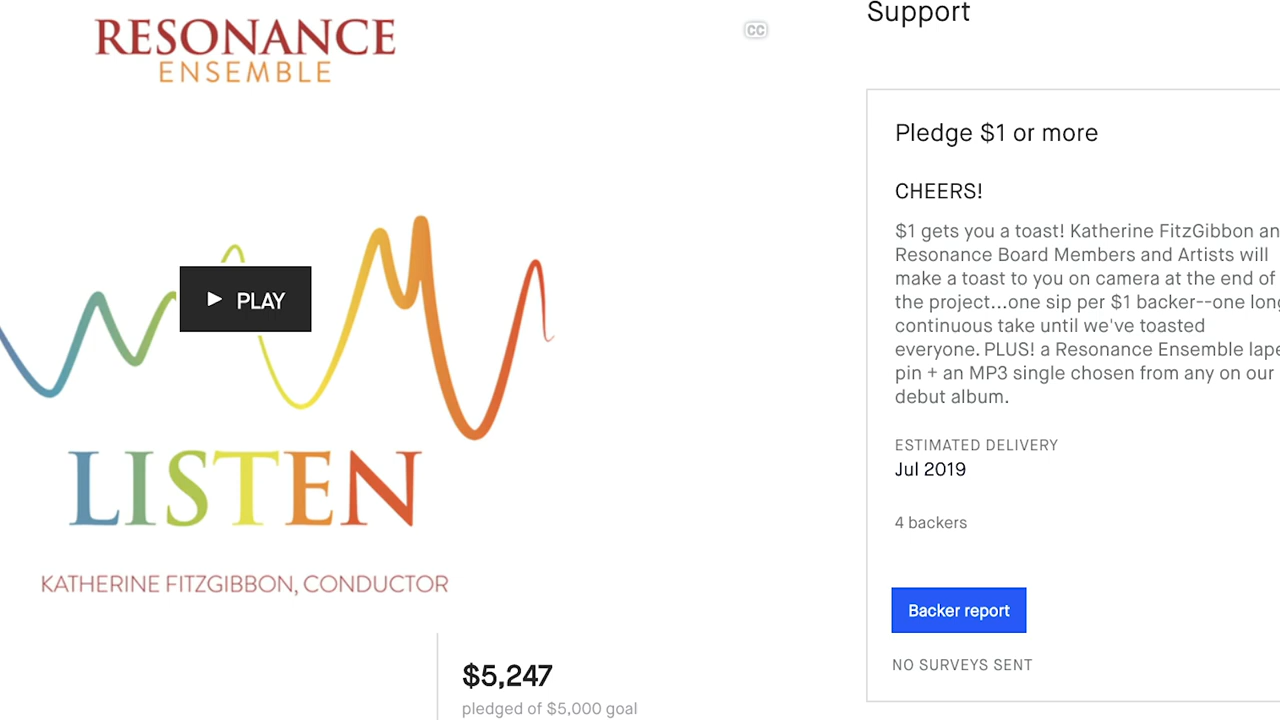 RESONANCE
ENSEMBLE
CC
PLAY
LISTEN
KATHERINE FITZGIBBON, CONDUCTOR
$5,247
pledged of $5,000 goal
Support
Pledge $1 or more
CHEERS!
$1 gets you a toast! Katherine FitzGibbon an
Resonance Board Members and Artists will
make a toast to you on camera at the end of
the project...one sip per $1 backer--one long
continuous take until we've toasted
everyone. PLUS! a Resonance Ensemble lape
pin + an MP3 single chosen from any on our
debut album.
ESTIMATED DELIVERY
Jul 2019
4 backers
Backer report
NO SURVEYS SENT